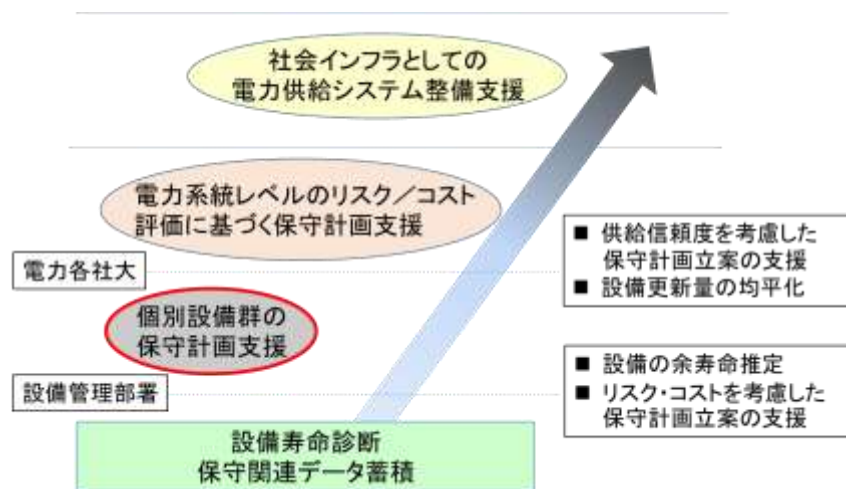 社会インフラとしての
電力供給システム整備支援
電力系統レベルのリスク／コスト
評価に基づく保守計画支援
電力各社大
■ 供給信頼度を考慮した
保守計画立案の支援
■ 設備更新量の均平化
個別設備群の
保守計画支援
設備管理部署
■ 設備の余寿命推定
■ リスク・コストを考慮した
保守計画立案の支援
設備寿命診断
保守関連データ蓄積